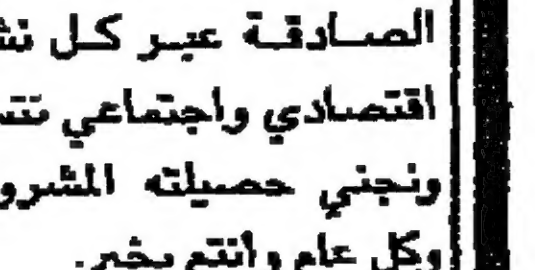 الصادقة عبر كل
اقتصادي واجتماعي
ونجني حصيلته
وكل عام وانتم بخير.